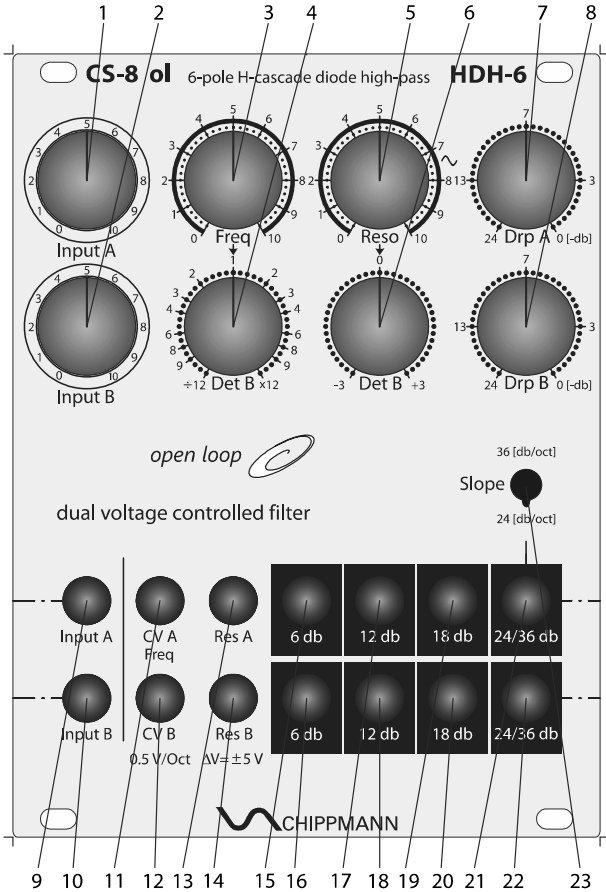 1 2 3 4 5 6 7 8
CS-8 ol 6-pole H-cascade diode high-pass HDH-6
0 1 2 3 4 5 6 7 8 9 10
Input A
0 1 2 3 4 5 6 7 8 9 10
Freq
0 1 2 3 4 5 6 7 8 9 10
Reso
24 13 7 3 0 [-db]
Drp A
0 1 2 3 4 5 6 7 8 9 10
Input B
÷12 9 8 6 4 3 2 1 2 3 4 6 8 9 x12
Det B
-3 0 +3
Det B
24 13 7 3 0 [-db]
Drp B
open loop
36 [db/oct]
Slope
24 [db/oct]
dual voltage controlled filter
Input A CV A Res A 6 db 12 db 18 db 24/36 db
Freq
Input B CV B Res B 6 db 12 db 18 db 24/36 db
0.5 V/Oct ΔV=±5 V
SCHIPPMANN
9 10 11 12 13 14 15 16 17 18 19 20 21 22 23